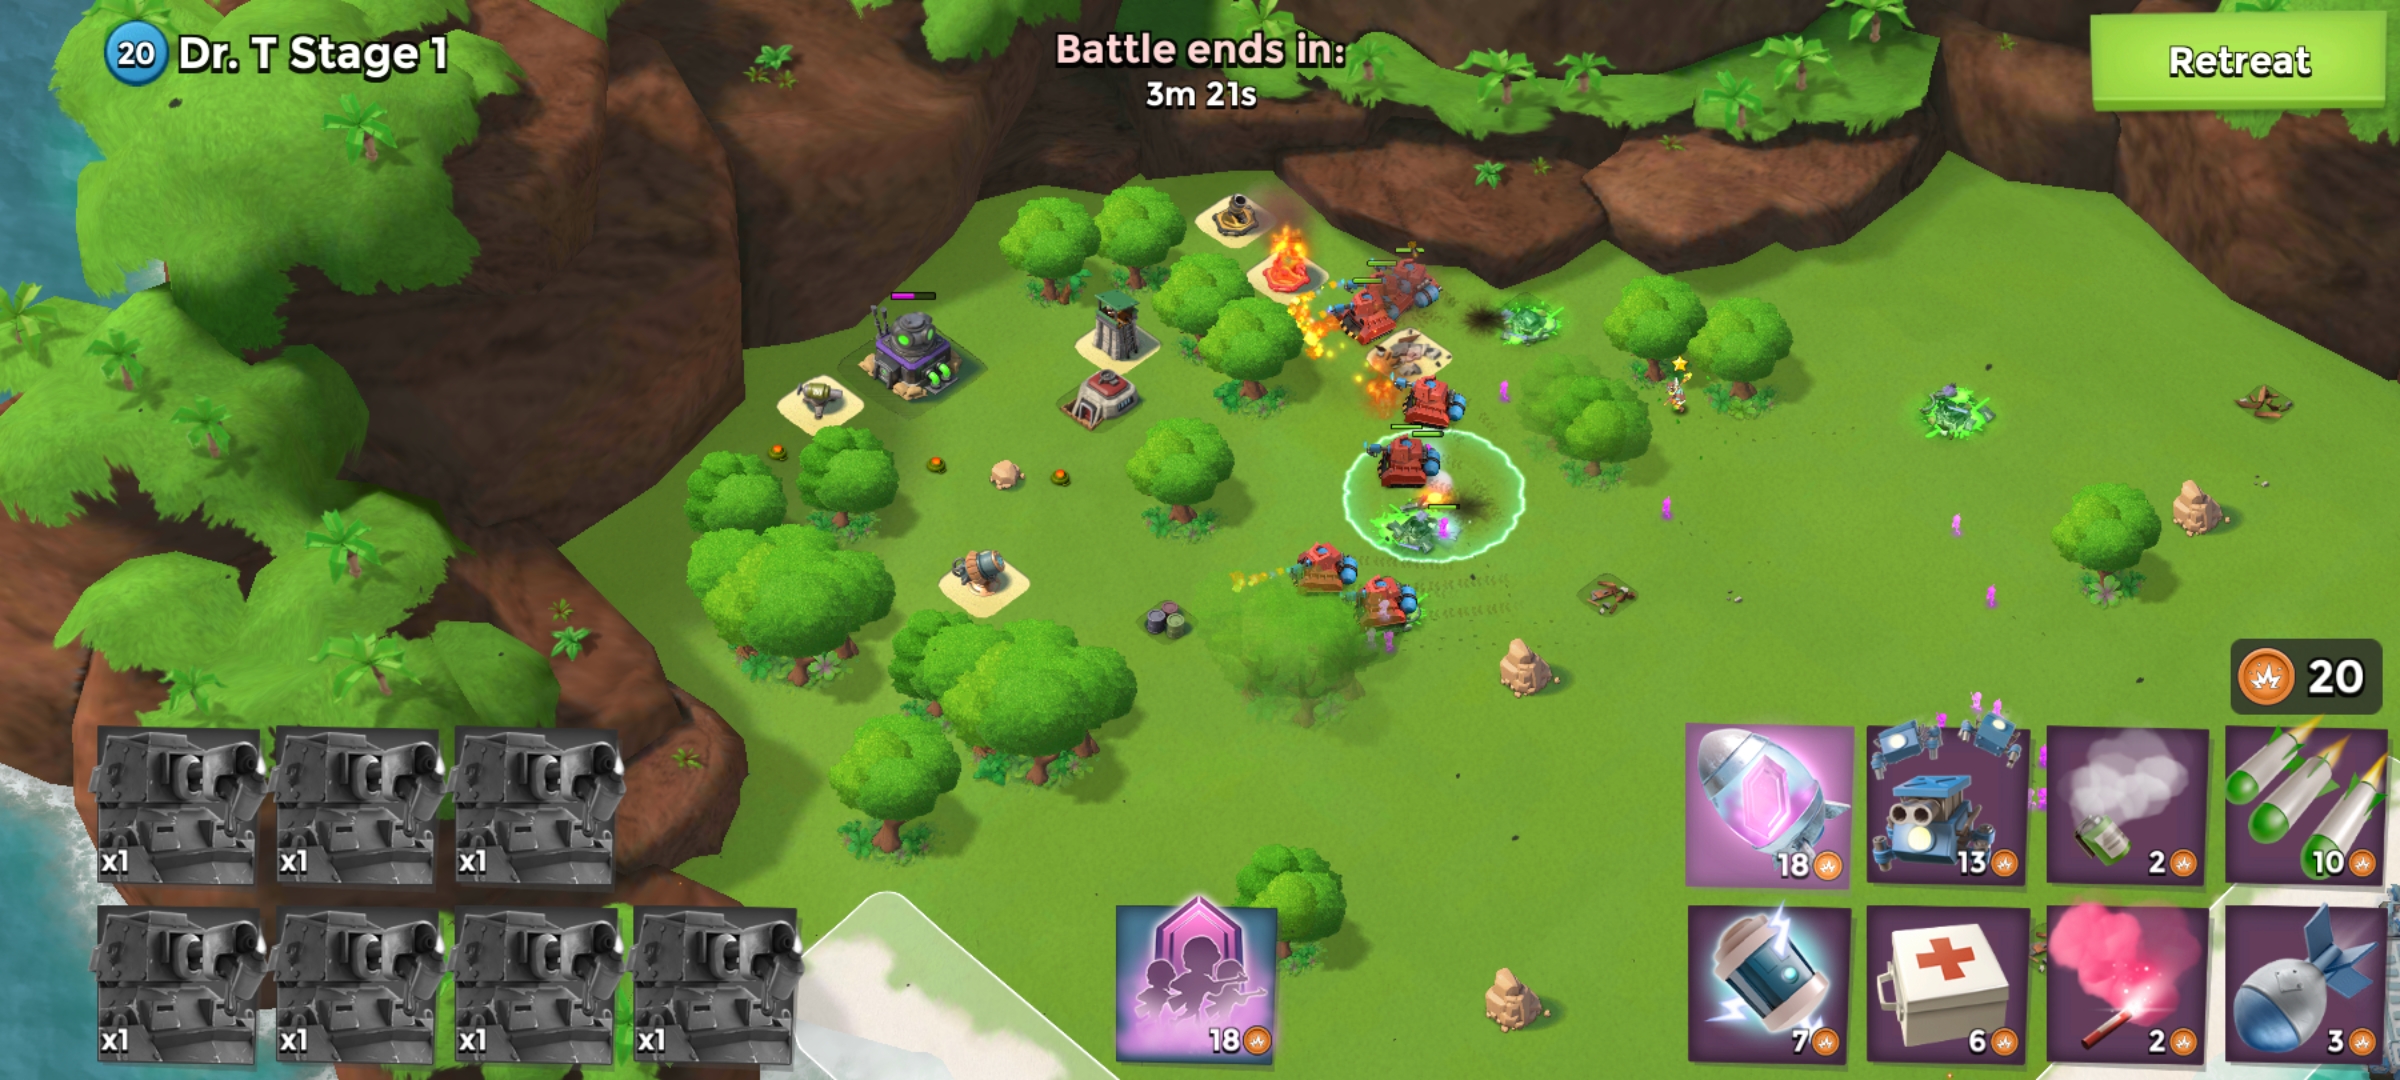 20 Dr. T Stage 1
Battle ends in:
3m 21s
Retreat
20
18
13
2
10
x1
x1
x1
x1
x1
x1
x1
18
7
6
2
3